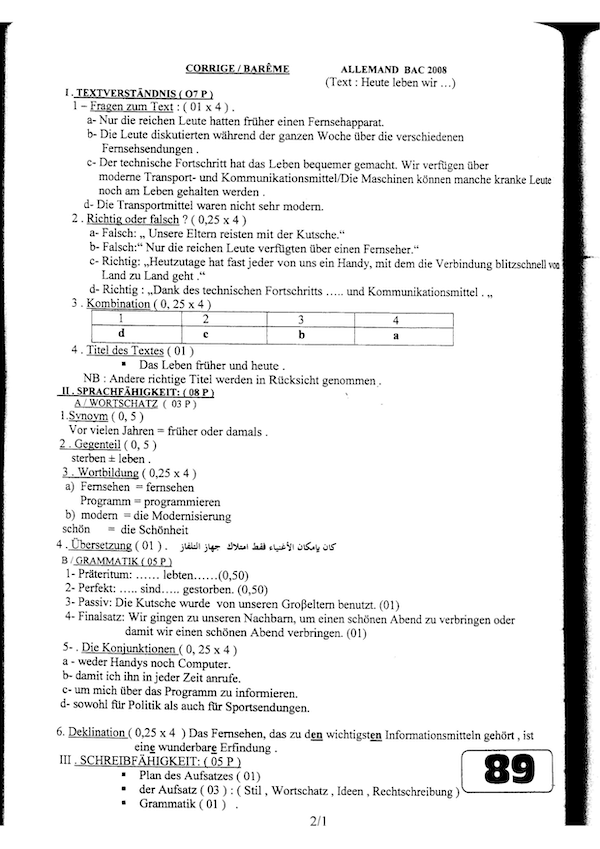 CORRIGE / BARÊME ALLEMAND BAC 2008
(Text : Heute leben wir ...)
I . TEXTVERSTÄNDNIS ( O7 P )
1 – Fragen zum Text : ( 01 x 4 ) .
a- Nur die reichen Leute hatten früher einen Fernsehapparat.
b- Die Leute diskutierten während der ganzen Woche über die verschiedenen
Fernsehsendungen .
c- Der technische Fortschritt hat das Leben bequemer gemacht. Wir verfügen über
moderne Transport- und Kommunikationsmittel/Die Maschinen können manche kranke Leute
noch am Leben gehalten werden .
d- Die Transportmittel waren nicht sehr modern.
2 . Richtig oder falsch ? ( 0,25 x 4 )
a- Falsch: „ Unsere Eltern reisten mit der Kutsche.“
b- Falsch:“ Nur die reichen Leute verfügten über einen Fernseher.“
c- Richtig: „Heutzutage hat fast jeder von uns ein Handy, mit dem die Verbindung blitzschnell von
Land zu Land geht .“
d- Richtig : „Dank des technischen Fortschritts ..... und Kommunikationsmittel . „
3 . Kombination ( 0, 25 x 4 )
1 2 3 4
d c b a
4 . Titel des Textes ( 01 )
▪ Das Leben früher und heute .
NB : Andere richtige Titel werden in Rücksicht genommen .
II . SPRACHFÄHIGKEIT: ( 08 P )
A / WORTSCHATZ ( 03 P )
1.Synoym ( 0, 5 )
Vor vielen Jahren = früher oder damals .
2 . Gegenteil ( 0, 5 )
sterben ± leben .
3 . Wortbildung ( 0,25 x 4 )
a) Fernsehen = fernsehen
Programm = programmieren
b) modern = die Modernisierung
schön = die Schönheit
4 . Übersetzung ( 01 ) . كان بإمكان الأغنياء فقط امتلاك جهاز التلفاز
B / GRAMMATIK ( 05 P )
1- Präteritum: ...... lebten......(0,50)
2- Perfekt: ..... sind..... gestorben. (0,50)
3- Passiv: Die Kutsche wurde von unseren Großeltern benutzt. (01)
4- Finalsatz: Wir gingen zu unseren Nachbarn, um einen schönen Abend zu verbringen oder
damit wir einen schönen Abend verbringen. (01)
5- . Die Konjunktionen ( 0, 25 x 4 )
a - weder Handys noch Computer.
b- damit ich ihn in jeder Zeit anrufe.
c- um mich über das Programm zu informieren.
d- sowohl für Politik als auch für Sportsendungen.
6. Deklination ( 0,25 x 4 ) Das Fernsehen, das zu den wichtigsten Informationsmitteln gehört , ist
eine wunderbare Erfindung .
III . SCHREIBFÄHIGKEIT: ( 05 P )
▪ Plan des Aufsatzes ( 01)
▪ der Aufsatz ( 03 ) : ( Stil , Wortschatz , Ideen , Rechtschreibung )
▪ Grammatik ( 01 ) .
89
2/1